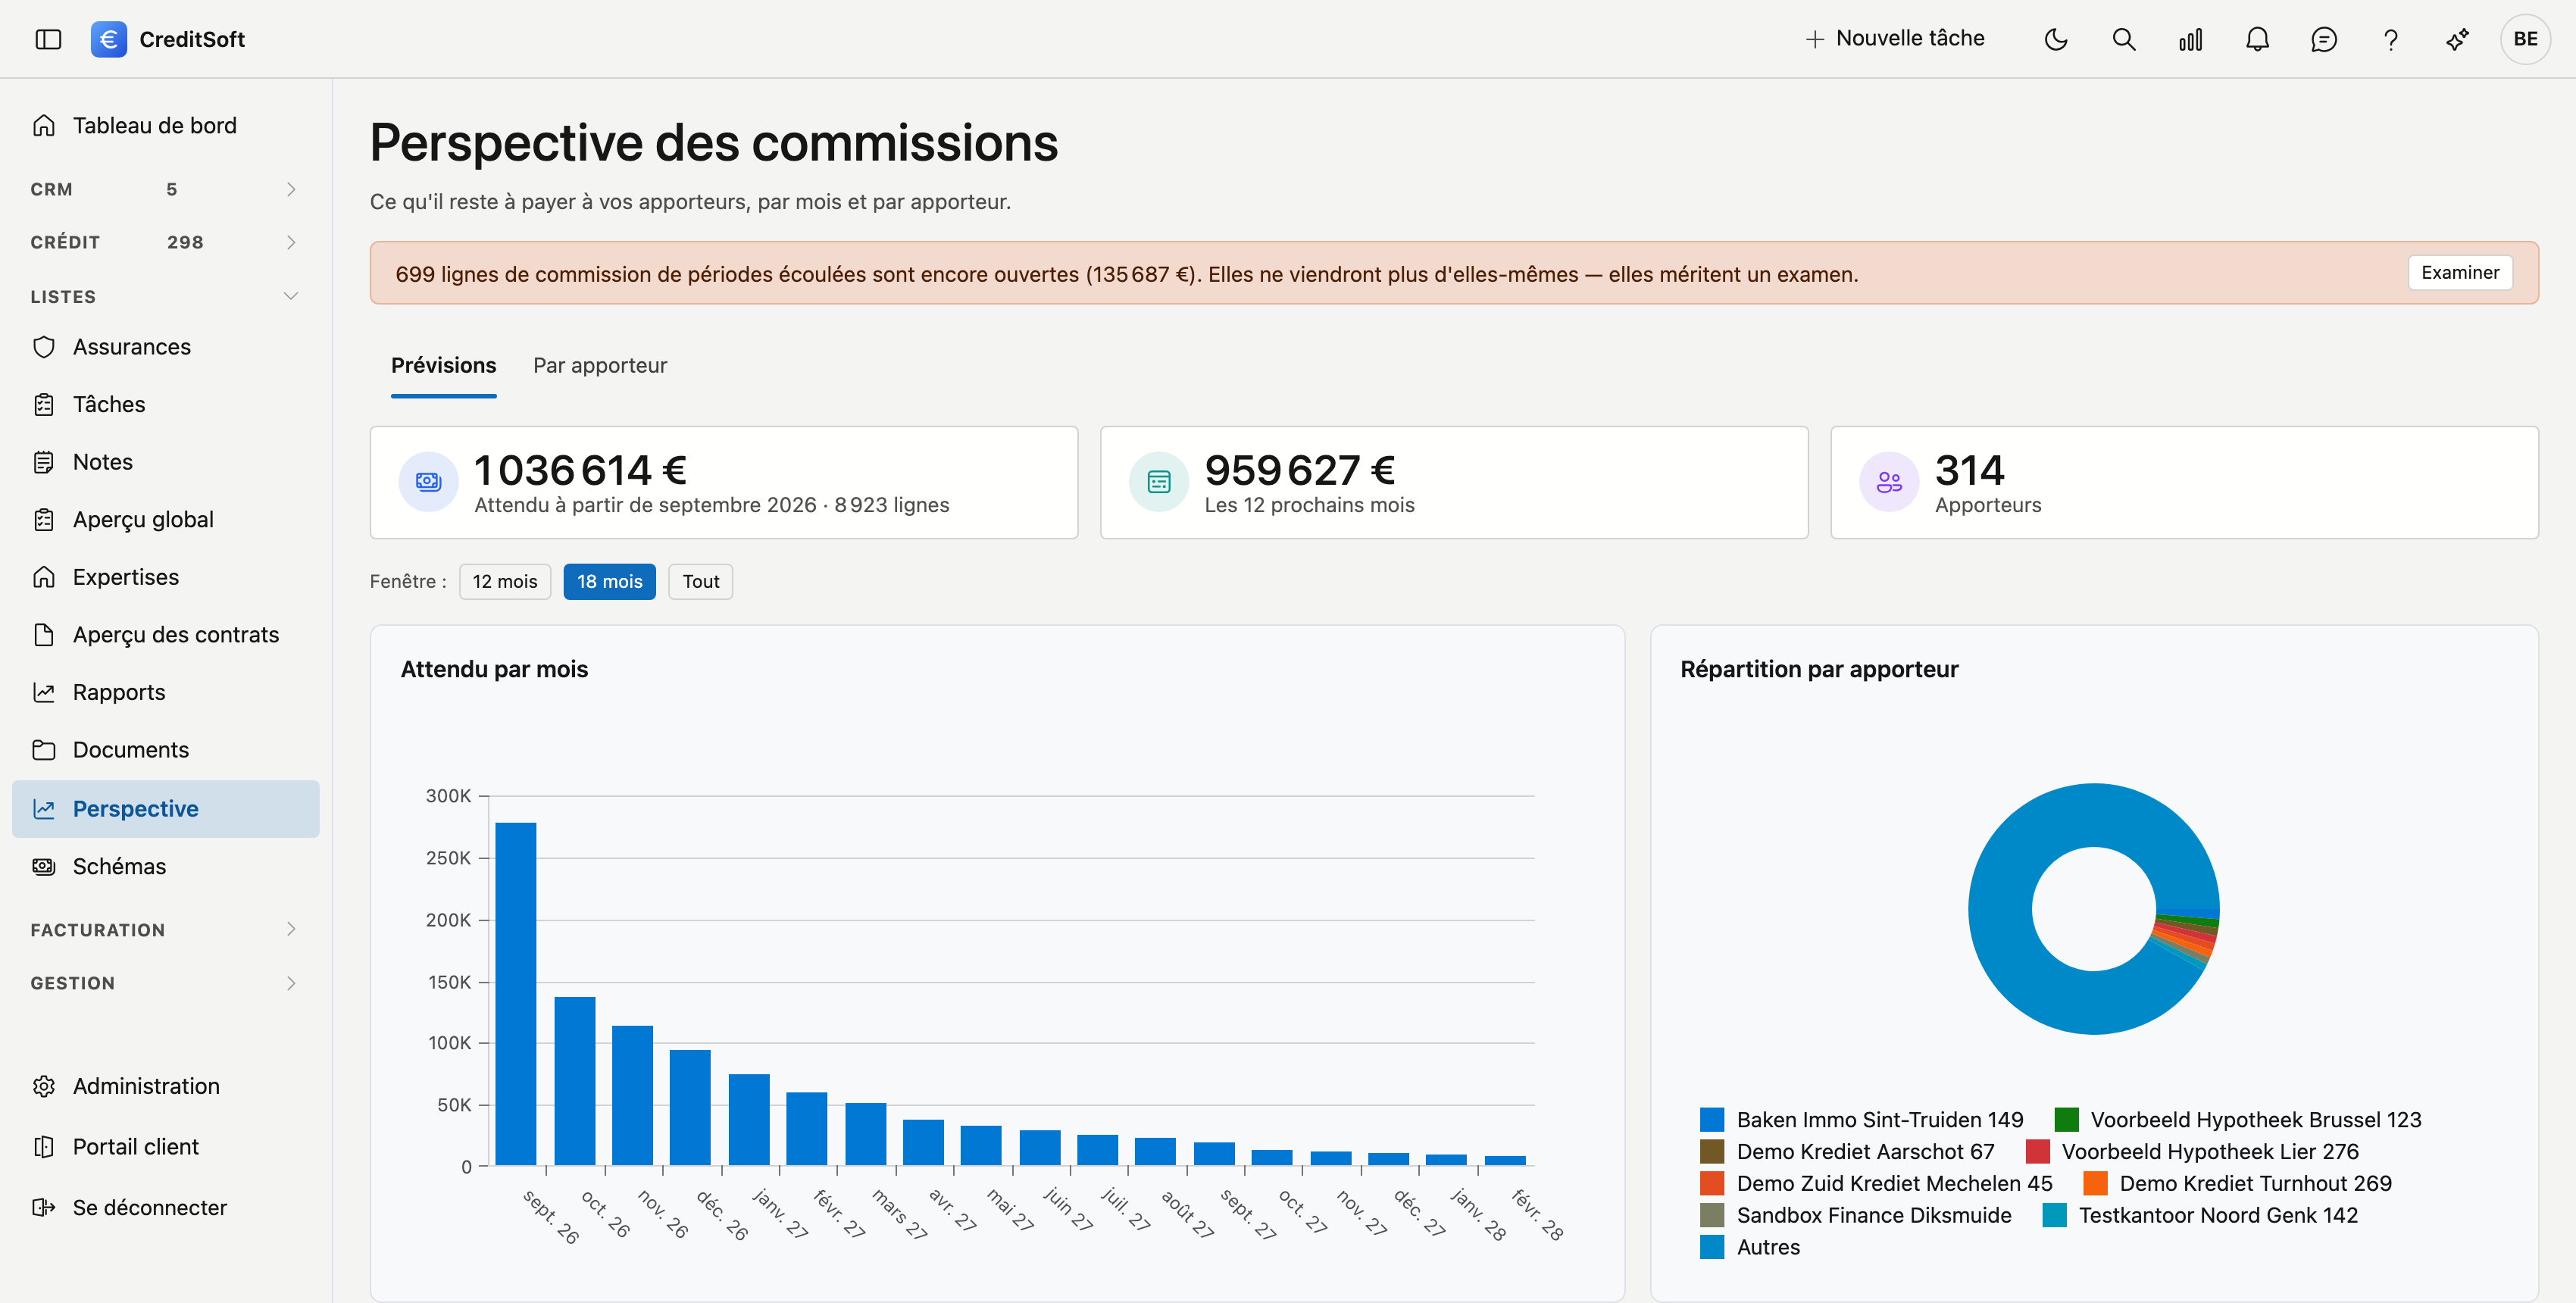 CreditSoft
Nouvelle tâche
BE
Tableau de bord
CRM 5
CRÉDIT 298
LISTES
Assurances
Tâches
Notes
Aperçu global
Expertises
Aperçu des contrats
Rapports
Documents
Perspective
Schémas
FACTURATION
GESTION
Administration
Portail client
Se déconnecter
Perspective des commissions
Ce qu'il reste à payer à vos apporteurs, par mois et par apporteur.
699 lignes de commission de périodes écoulées sont encore ouvertes (135 687 €). Elles ne viendront plus d'elles-mêmes — elles méritent un examen.
Examiner
Prévisions Par apporteur
1 036 614 €
Attendu à partir de septembre 2026 · 8 923 lignes
959 627 €
Les 12 prochains mois
314
Apporteurs
Fenêtre : 12 mois 18 mois Tout
Attendu par mois
300K
250K
200K
150K
100K
50K
0
sept. 26 oct. 26 nov. 26 déc. 26 janv. 27 févr. 27 mars 27 avr. 27 mai 27 juin 27 juil. 27 août 27 sept. 27 oct. 27 nov. 27 déc. 27 janv. 28 févr. 28
Répartition par apporteur
Baken Immo Sint-Truiden 149 Voorbeeld Hypotheek Brussel 123
Demo Krediet Aarschot 67 Voorbeeld Hypotheek Lier 276
Demo Zuid Krediet Mechelen 45 Demo Krediet Turnhout 269
Sandbox Finance Diksmuide Testkantoor Noord Genk 142
Autres